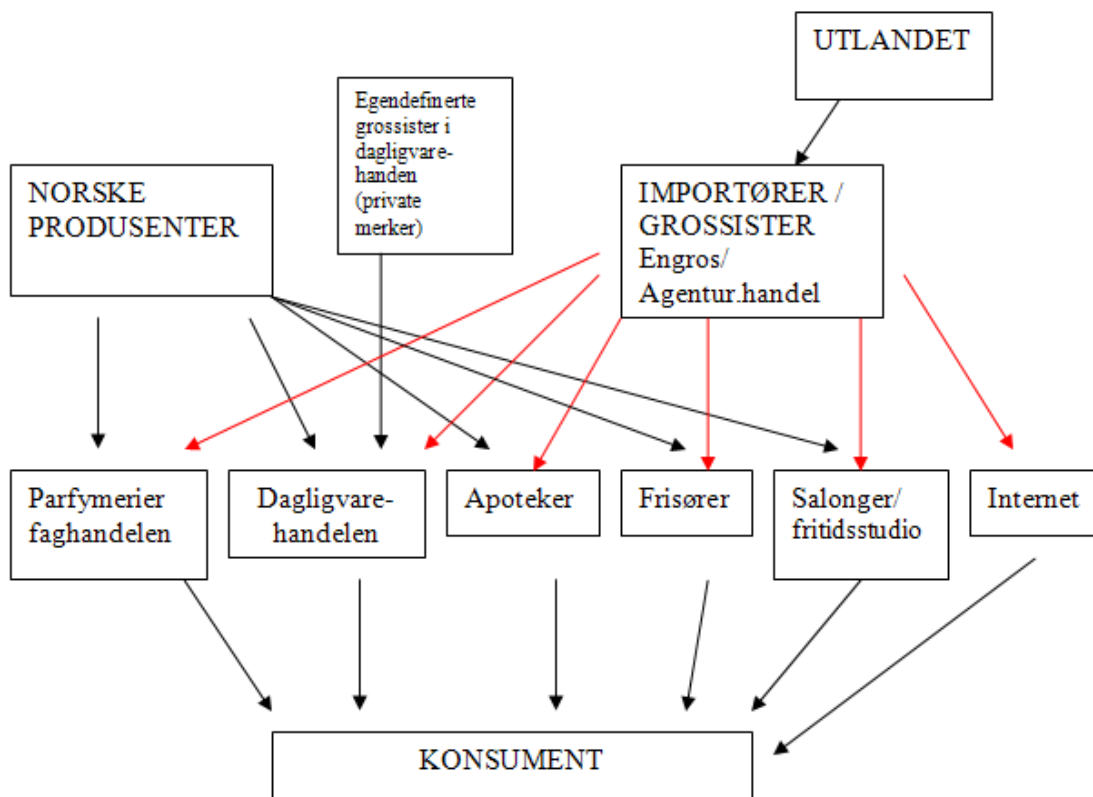 UTLANDET
Egendefinerte
grossister i
dagligvare-
handen
(private
merker)
NORSKE
PRODUSENTER
IMPORTØRER /
GROSSISTER
Engros/
Agentur.handel
Parfymerier
faghandelen
Dagligvare-
handelen
Apoteker
Frisører
Salonger/
fritidsstudio
Internet
KONSUMENT